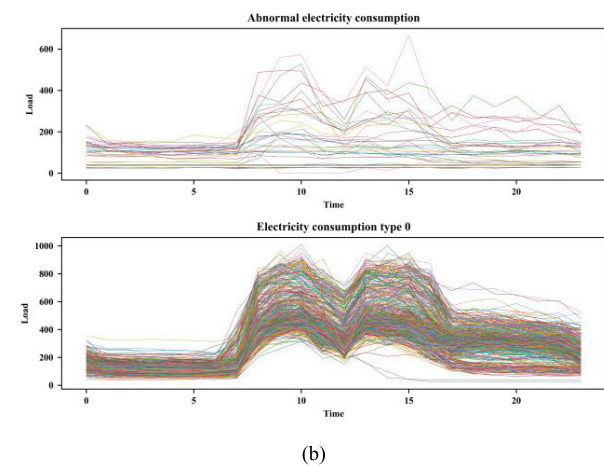 Abnormal electricity consumption
600
400
200
0
Load
0 5 10 15 20
Time
Electricity consumption type 0
1000
800
600
400
200
0
Load
0 5 10 15 20
Time
(b)